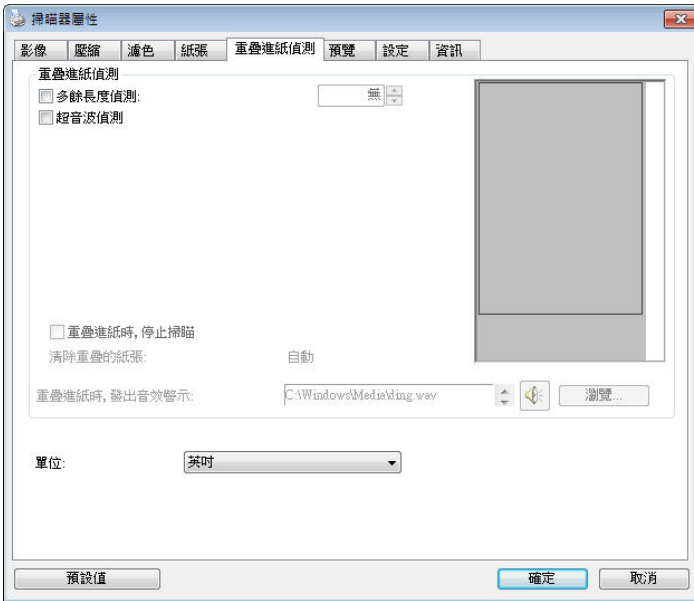 掃瞄器屬性
影像 壓縮 濾色 紙張 重疊進紙偵測 預覽 設定 資訊
重疊進紙偵測
多餘長度偵測: 無
超音波偵測
重疊進紙時, 停止掃瞄
清除重疊的紙張: 自動
重疊進紙時, 發出音效警示: C:\Windows\Media\ding.wav 瀏覽...
單位: 英吋
預設值 確定 取消